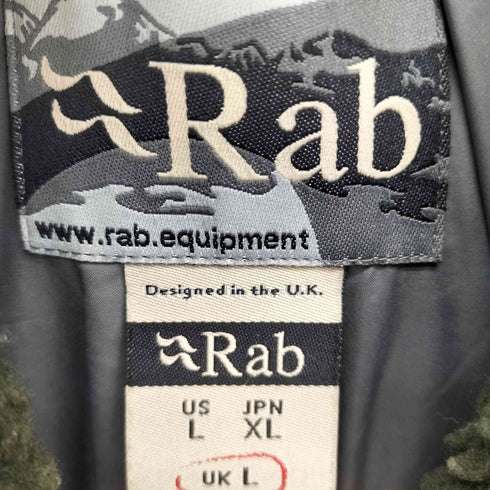 Rab
www.rab.equipment
Designed in the U.K.
Rab
US JPN
L XL
UK L